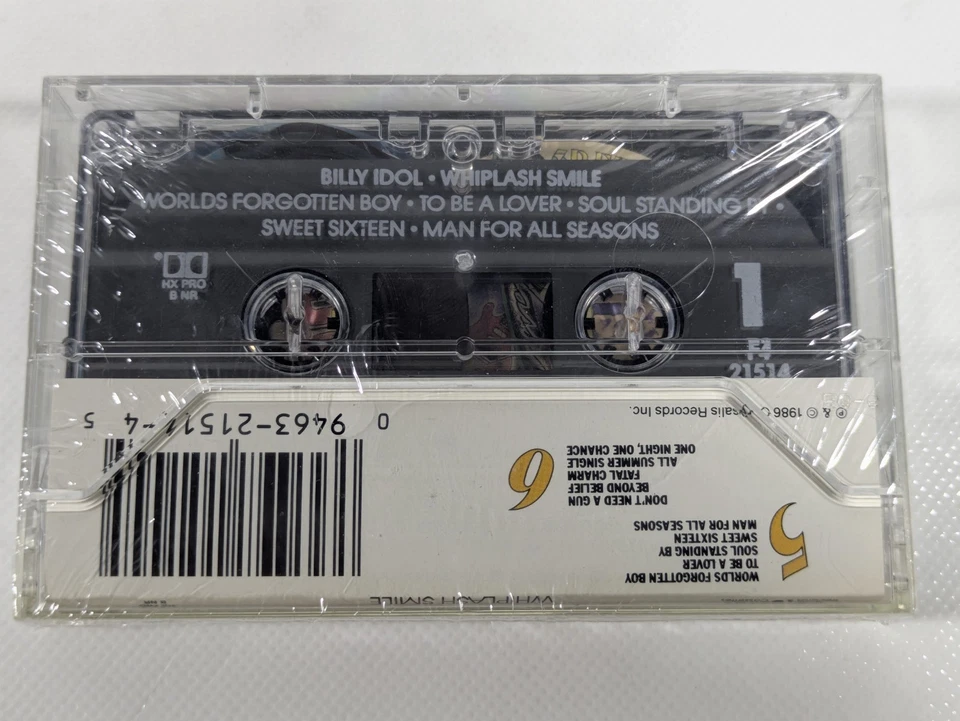 BILLY IDOL • WHIPLASH SMILE
WORLDS FORGOTTEN BOY • TO BE A LOVER • SOUL STANDING BY •
SWEET SIXTEEN • MAN FOR ALL SEASONS
HX PRO
B NR
1
F4
21514
℗ & © 1986 Chrysalis Records Inc.
0 9463-21514-4 5
5
WORLDS FORGOTTEN BOY
TO BE A LOVER
SOUL STANDING BY
SWEET SIXTEEN
MAN FOR ALL SEASONS
6
DON'T NEED A GUN
BEYOND BELIEF
FATAL CHARM
ALL SUMMER SINGLE
ONE NIGHT, ONE CHANCE
WHIPLASH SMILE